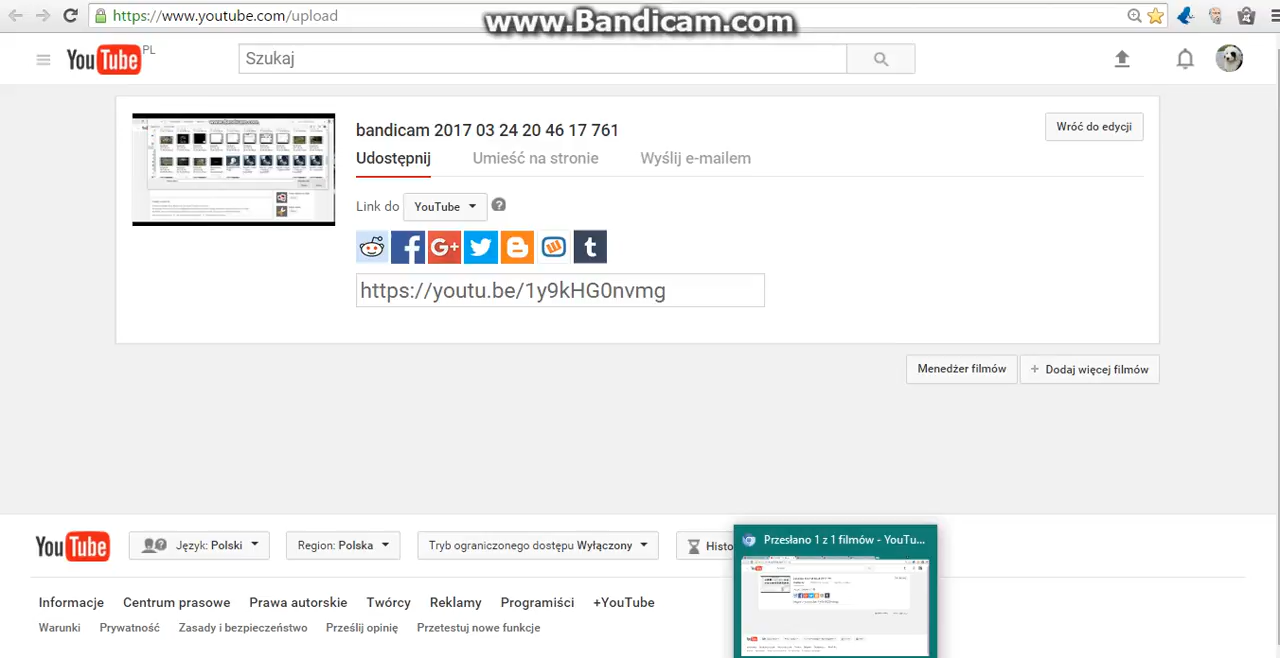 https://www.youtube.com/upload
www.Bandicam.com
YouTube PL
Szukaj
bandicam 2017 03 24 20 46 17 761
Wróć do edycji
Udostępnij Umieść na stronie Wyślij e-mailem
Link do YouTube ?
G+ t
https://youtu.be/1y9kHG0nvmg
Menedżer filmów + Dodaj więcej filmów
YouTube Język: Polski Region: Polska Tryb ograniczonego dostępu Wyłączony Histo
Przesłano 1 z 1 filmów - YouTu...
Informacje Centrum prasowe Prawa autorskie Twórcy Reklamy Programiści +YouTube
Warunki Prywatność Zasady i bezpieczeństwo Prześlij opinię Przetestuj nowe funkcje